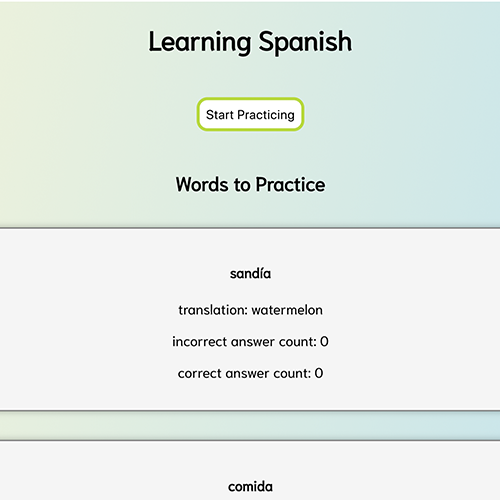 Learning Spanish
Start Practicing
Words to Practice
sandía
translation: watermelon
incorrect answer count: 0
correct answer count: 0
comida